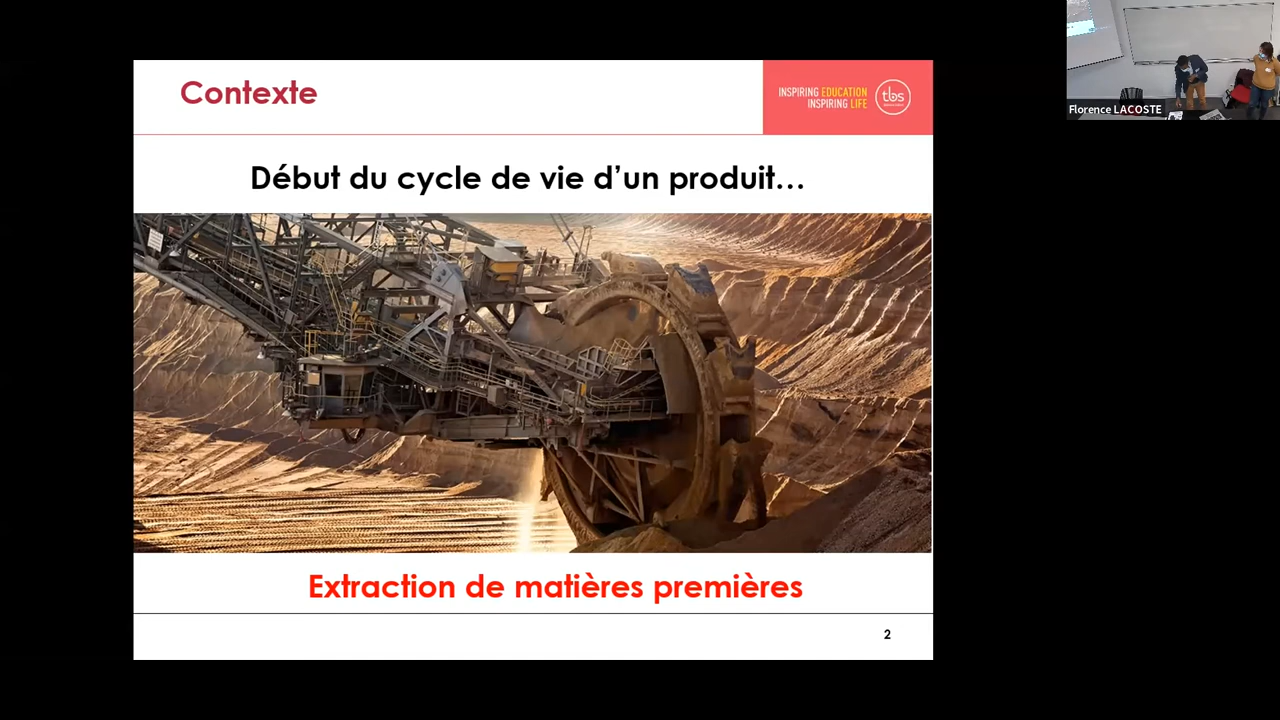 Contexte
INSPIRING EDUCATION
INSPIRING LIFE
tbs
Début du cycle de vie d’un produit…
Extraction de matières premières
2
Florence LACOSTE